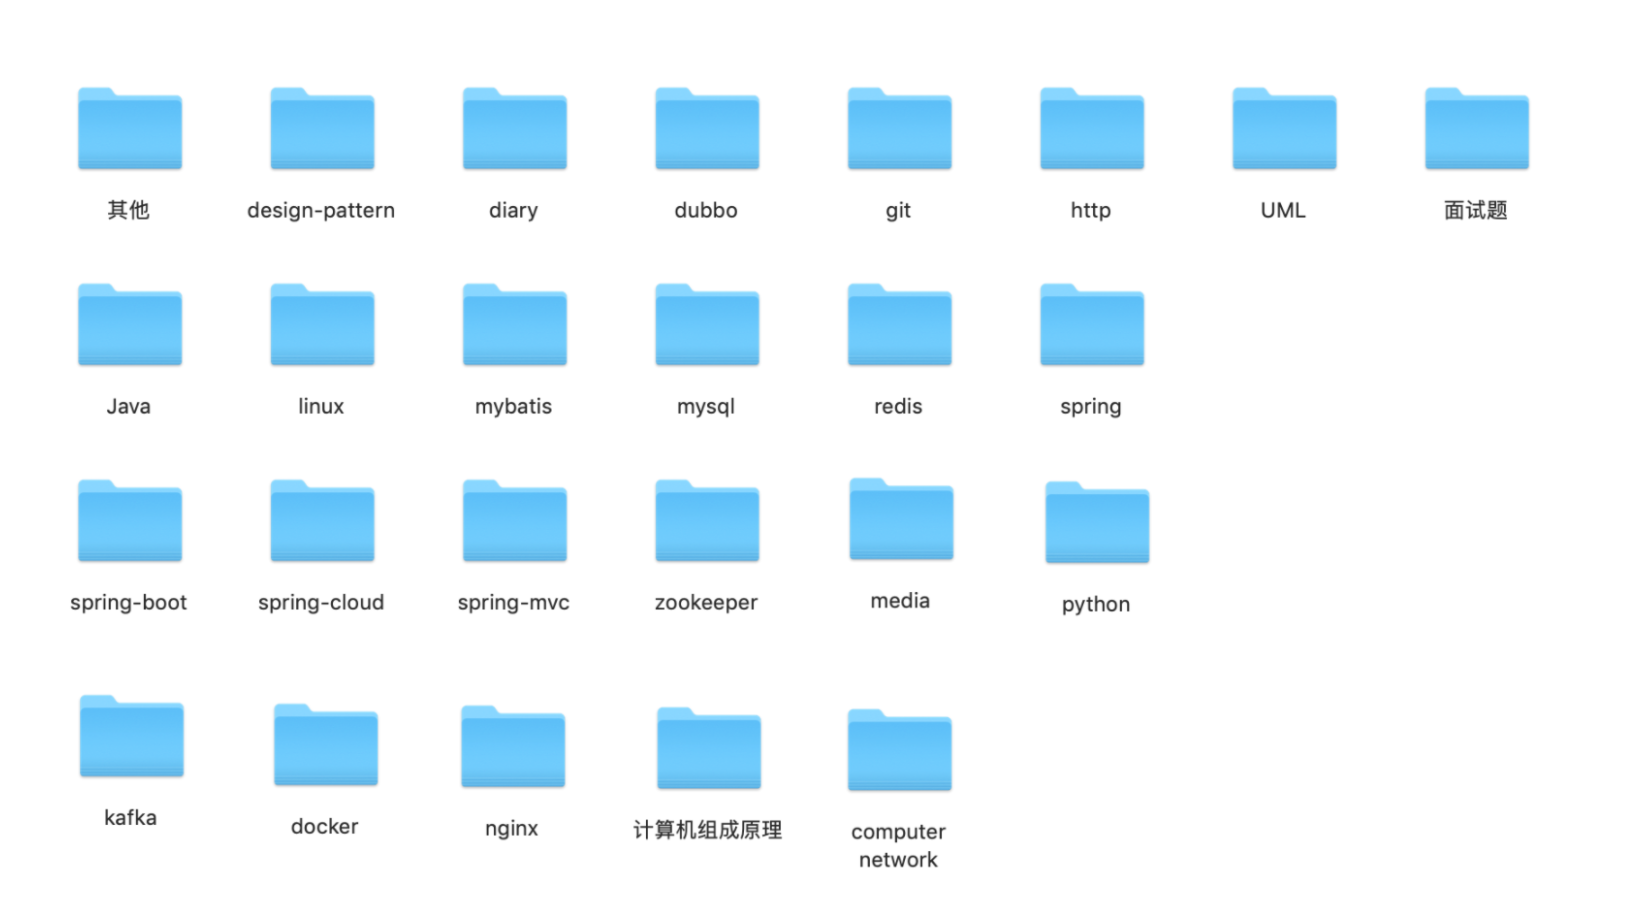 其他
design-pattern
diary
dubbo
git
http
UML
面试题
Java
linux
mybatis
mysql
redis
spring
spring-boot
spring-cloud
spring-mvc
zookeeper
media
python
kafka
docker
nginx
计算机组成原理
computer
network